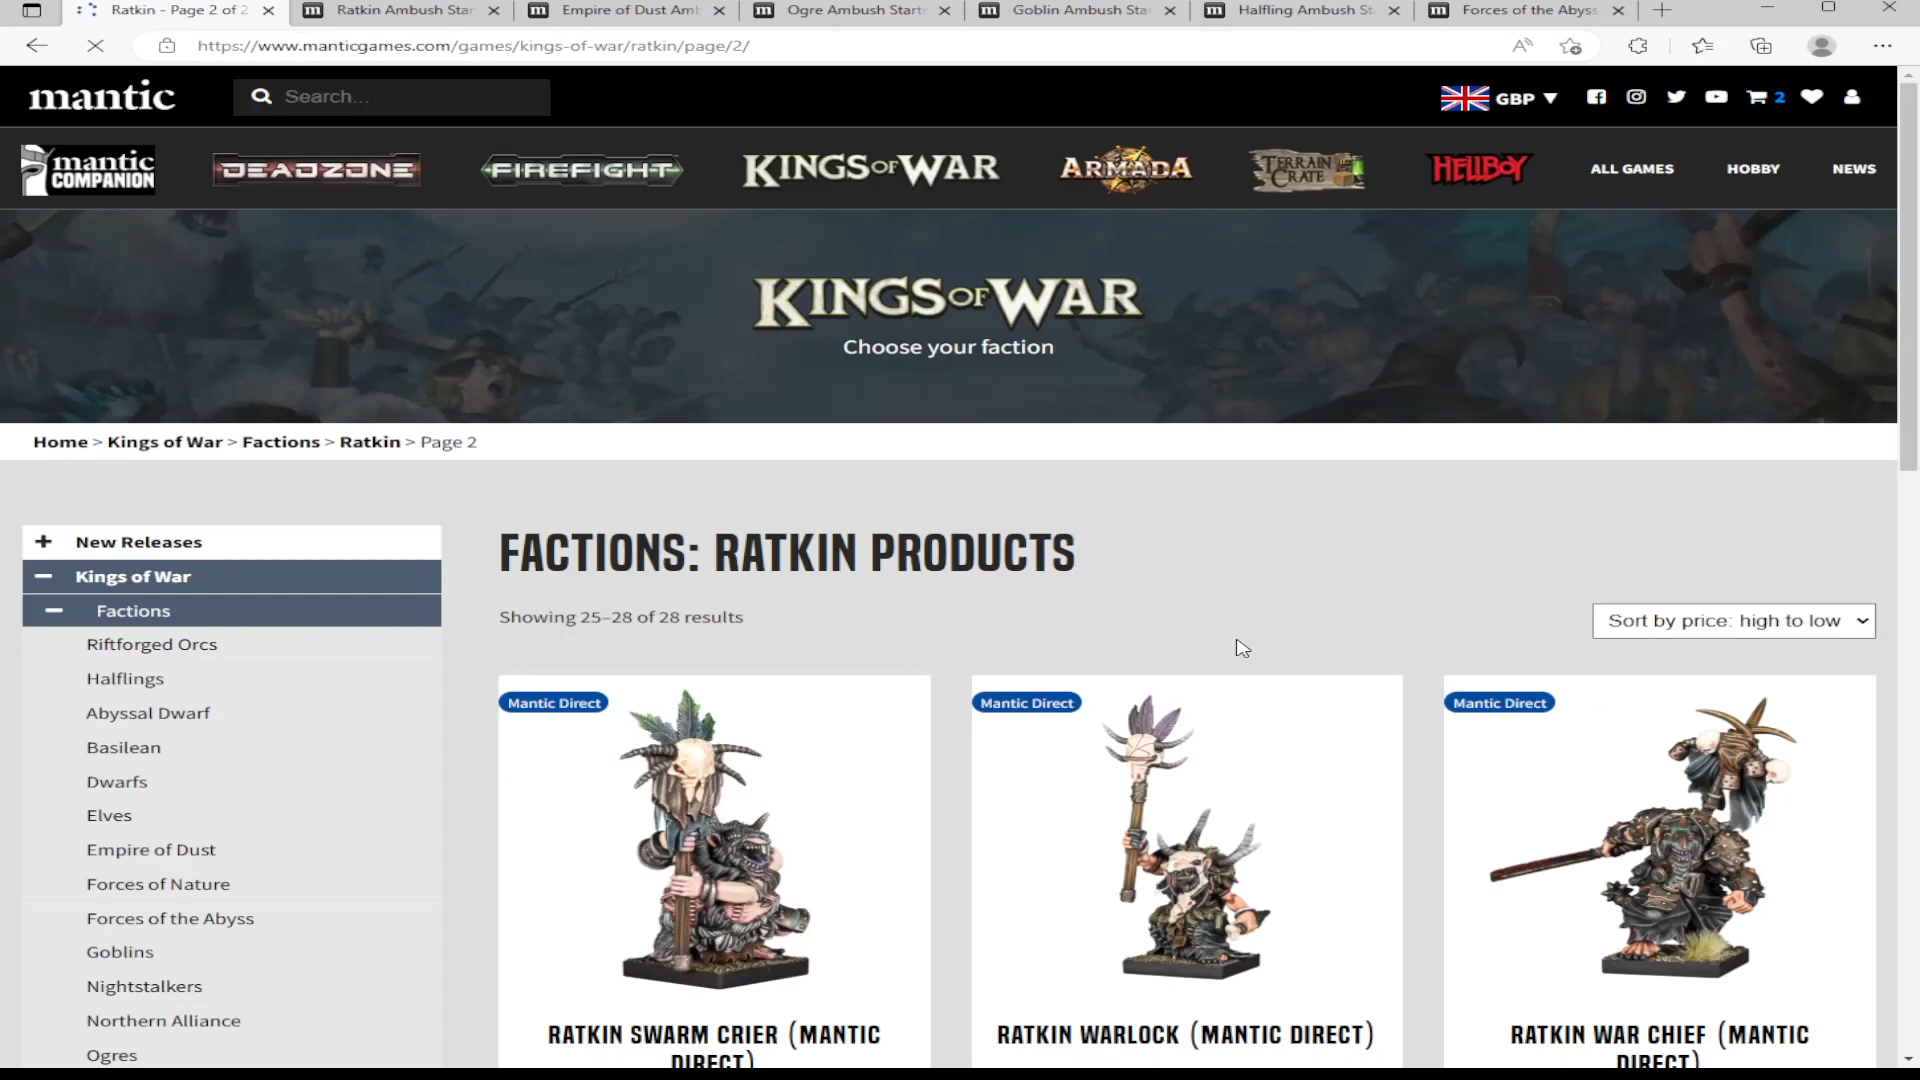 Ratkin - Page 2 of 2
Ratkin Ambush Star
Empire of Dust Amb
Ogre Ambush Starte
Goblin Ambush Sta
Halfling Ambush St
Forces of the Abyss
https://www.manticgames.com/games/kings-of-war/ratkin/page/2/
mantic
Search...
GBP
2
mantic
COMPANION
DEADZONE
FIREFIGHT
KINGS OF WAR
ARMADA
TERRAIN
CRATE
HELLBOY
ALL GAMES
HOBBY
NEWS
KINGS OF WAR
Choose your faction
Home > Kings of War > Factions > Ratkin > Page 2
New Releases
Kings of War
Factions
Riftforged Orcs
Halflings
Abyssal Dwarf
Basilean
Dwarfs
Elves
Empire of Dust
Forces of Nature
Forces of the Abyss
Goblins
Nightstalkers
Northern Alliance
Ogres
FACTIONS: RATKIN PRODUCTS
Showing 25–28 of 28 results
Sort by price: high to low
Mantic Direct
Mantic Direct
Mantic Direct
RATKIN SWARM CRIER (MANTIC
DIRECT)
RATKIN WARLOCK (MANTIC DIRECT)
RATKIN WAR CHIEF (MANTIC
DIRECT)